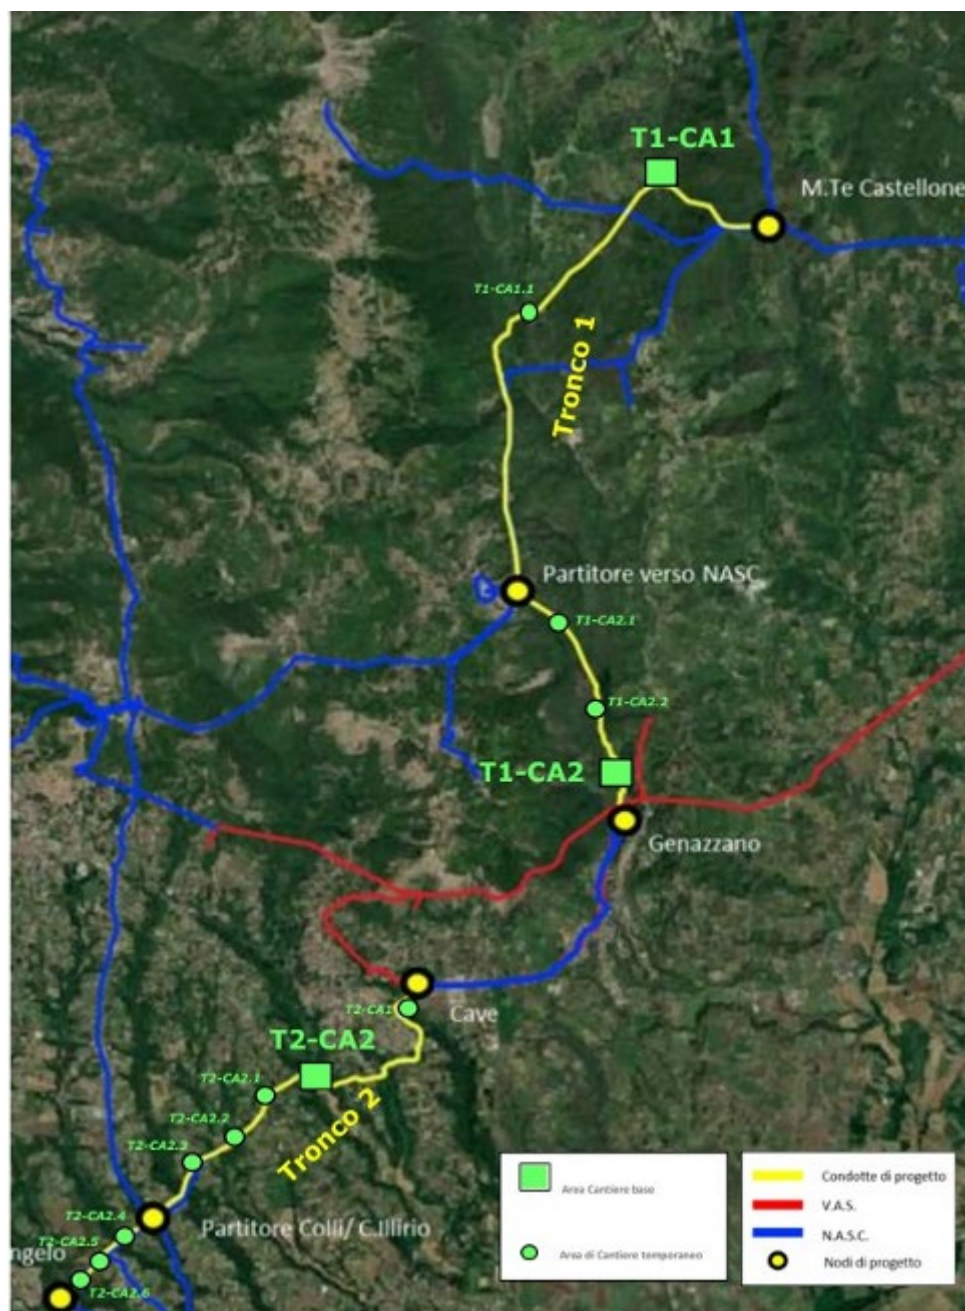 T1-CA1
M.Te Castellone
T1-CA1.1
Tronco 1
Partitore verso NASC
T1-CA2.1
T1-CA2.2
T1-CA2
Genazzano
T2-CA1
Cave
T2-CA2
T2-CA2.1
T2-CA2.2
Tronco 2
T2-CA2.3
T2-CA2.4
Partitore Colli/ C.Illirio
ngelo
T2-CA2.5
T2-CA2.6
Area Cantiere base
Area di Cantiere temporaneo
Condotte di progetto
V.A.S.
N.A.S.C.
Nodi di progetto